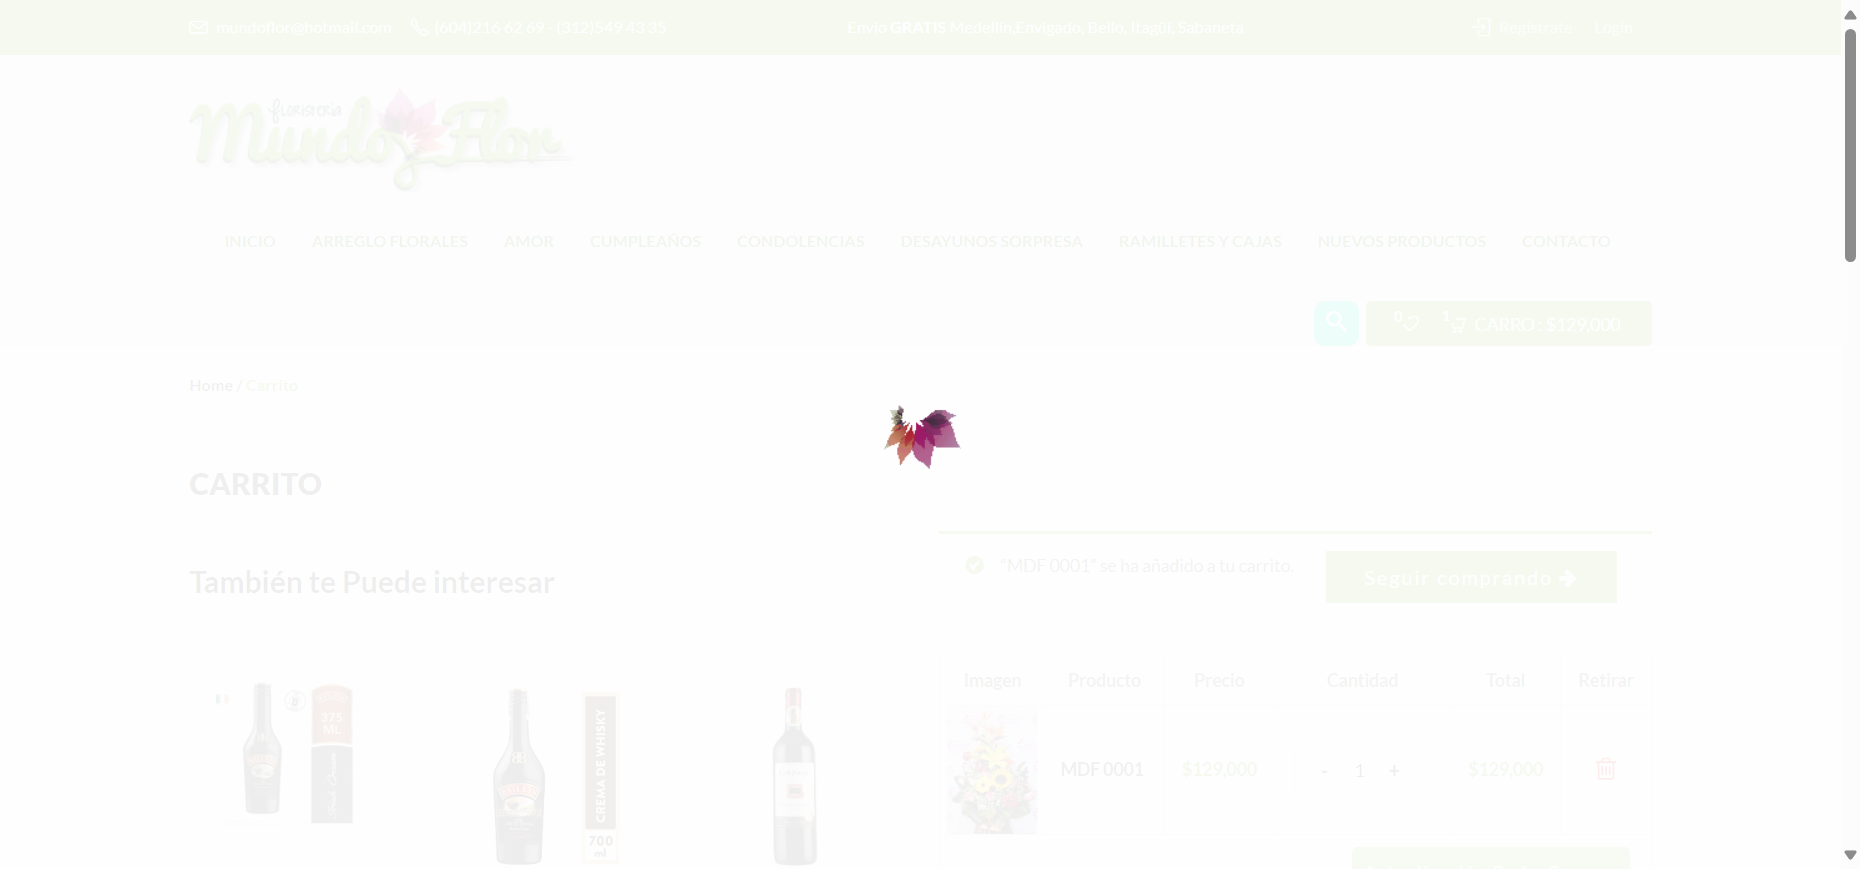 mundoflor@hotmail.com (604)216 62 69 - (312)549 43 35 Envío GRATIS Medellín,Envigado, Bello, Itagüí, Sabaneta Regístrate Login
floristería
Mundo Flor
INICIO ARREGLO FLORALES AMOR CUMPLEAÑOS CONDOLENCIAS DESAYUNOS SORPRESA RAMILLETES Y CAJAS NUEVOS PRODUCTOS CONTACTO
0 1 CARRO : $129,000
Home / Carrito
CARRITO
“MDF 0001” se ha añadido a tu carrito. Seguir comprando
También te Puede interesar
Imagen Producto Precio Cantidad Total Retirar
MDF 0001 $129,000 - 1 + $129,000
375
ML
CREMA DE WHISKY
700
ml